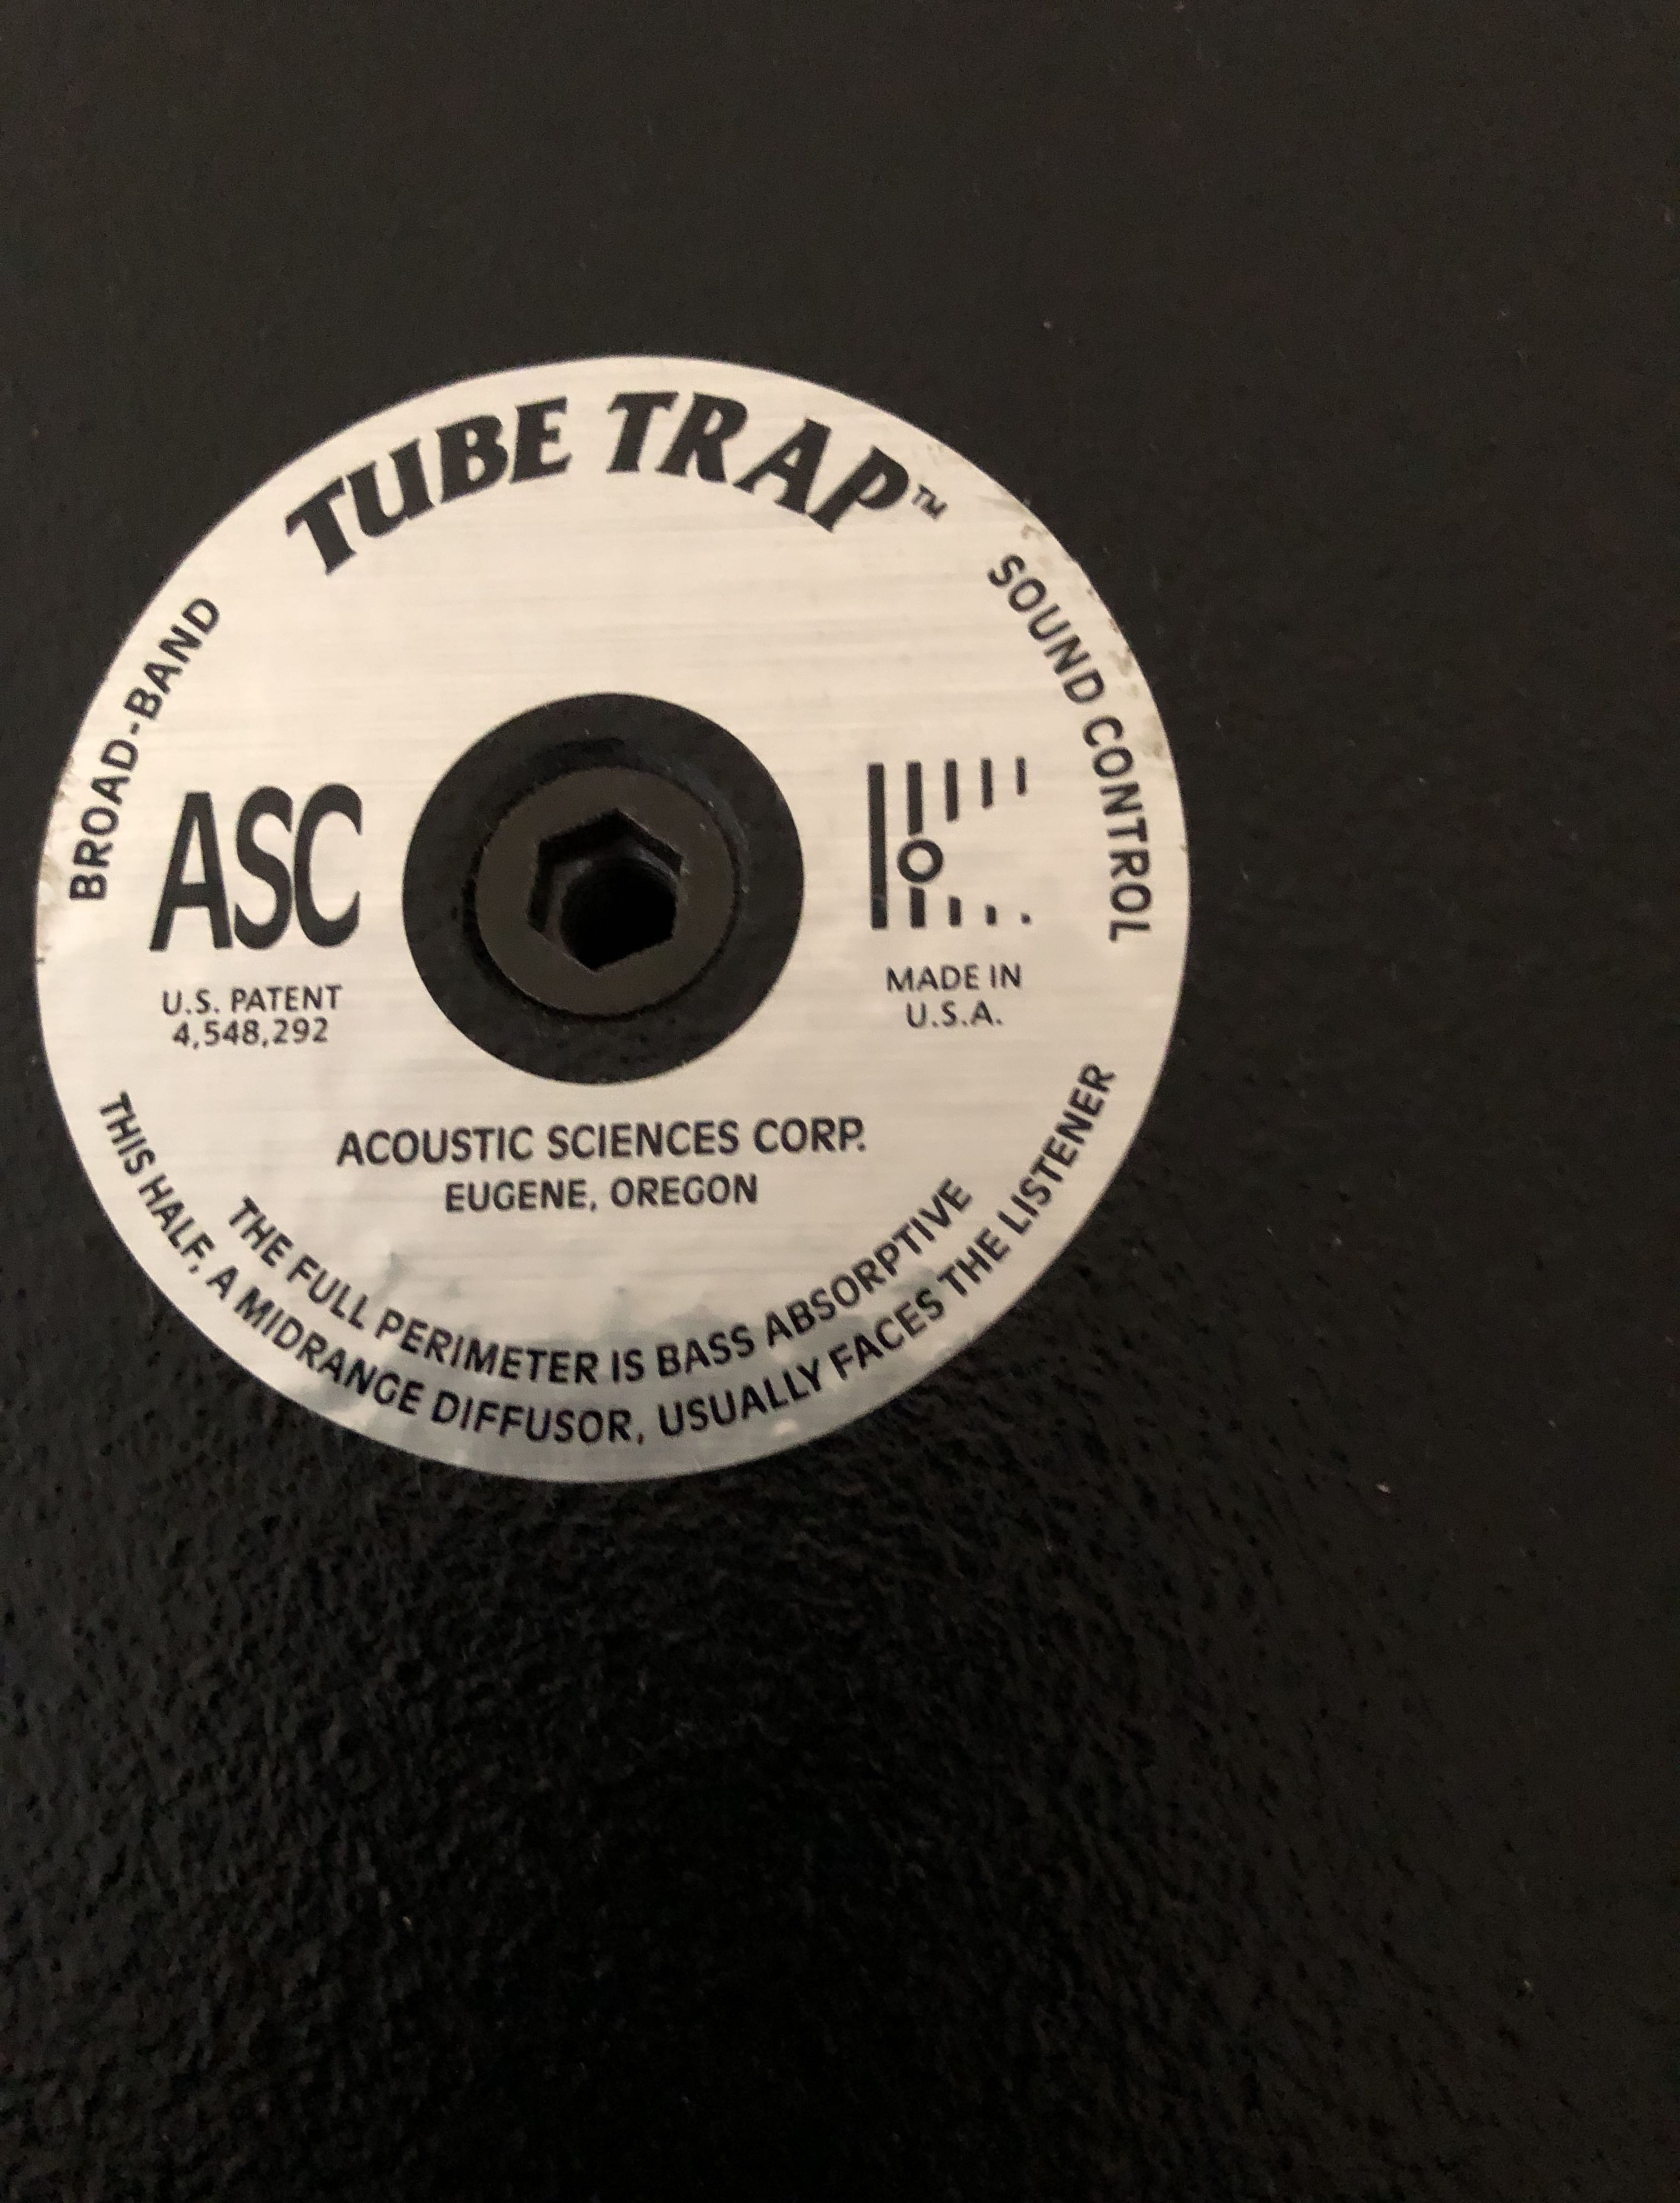 TUBE TRAP™
BROAD-BAND
SOUND CONTROL
ASC
U.S. PATENT
4,548,292
MADE IN
U.S.A.
ACOUSTIC SCIENCES CORP.
EUGENE, OREGON
THE FULL PERIMETER IS BASS ABSORPTIVE
THIS HALF, A MIDRANGE DIFFUSOR, USUALLY FACES THE LISTENER